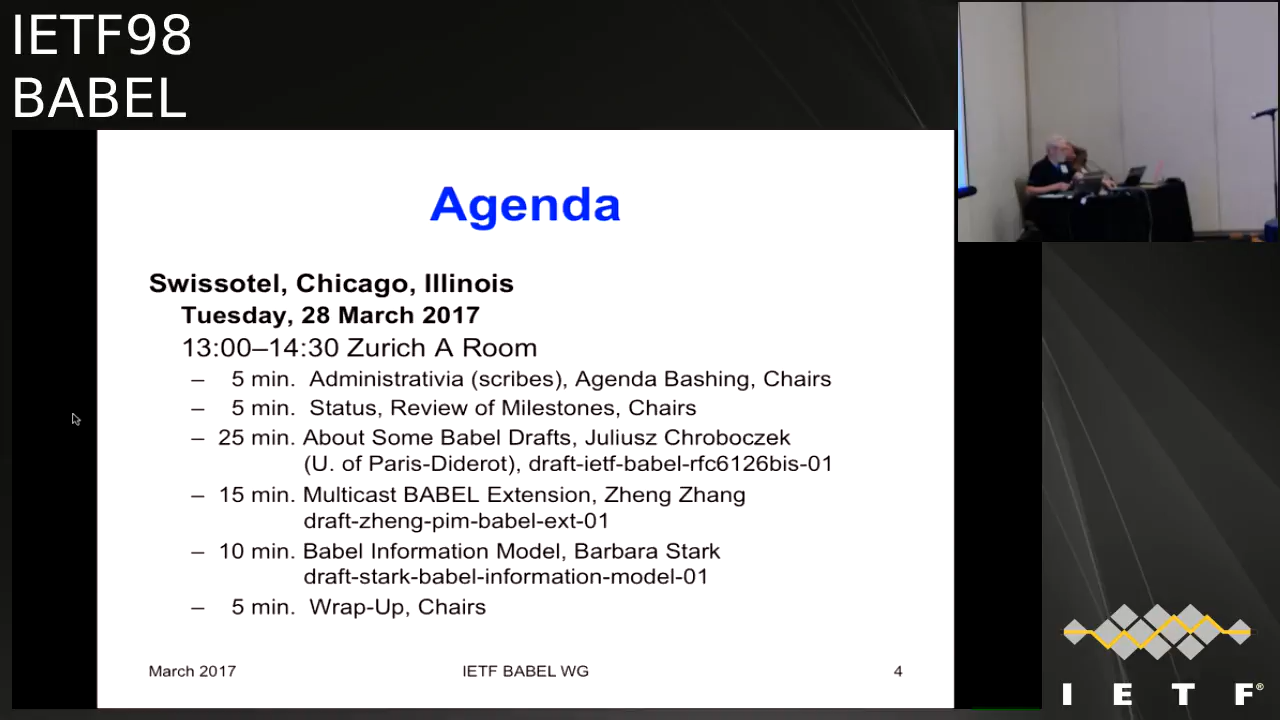 IETF98
BABEL
Agenda
Swissotel, Chicago, Illinois
Tuesday, 28 March 2017
13:00–14:30 Zurich A Room
– 5 min. Administrativia (scribes), Agenda Bashing, Chairs
– 5 min. Status, Review of Milestones, Chairs
– 25 min. About Some Babel Drafts, Juliusz Chroboczek
(U. of Paris-Diderot), draft-ietf-babel-rfc6126bis-01
– 15 min. Multicast BABEL Extension, Zheng Zhang
draft-zheng-pim-babel-ext-01
– 10 min. Babel Information Model, Barbara Stark
draft-stark-babel-information-model-01
– 5 min. Wrap-Up, Chairs
March 2017 IETF BABEL WG 4
I E T F®